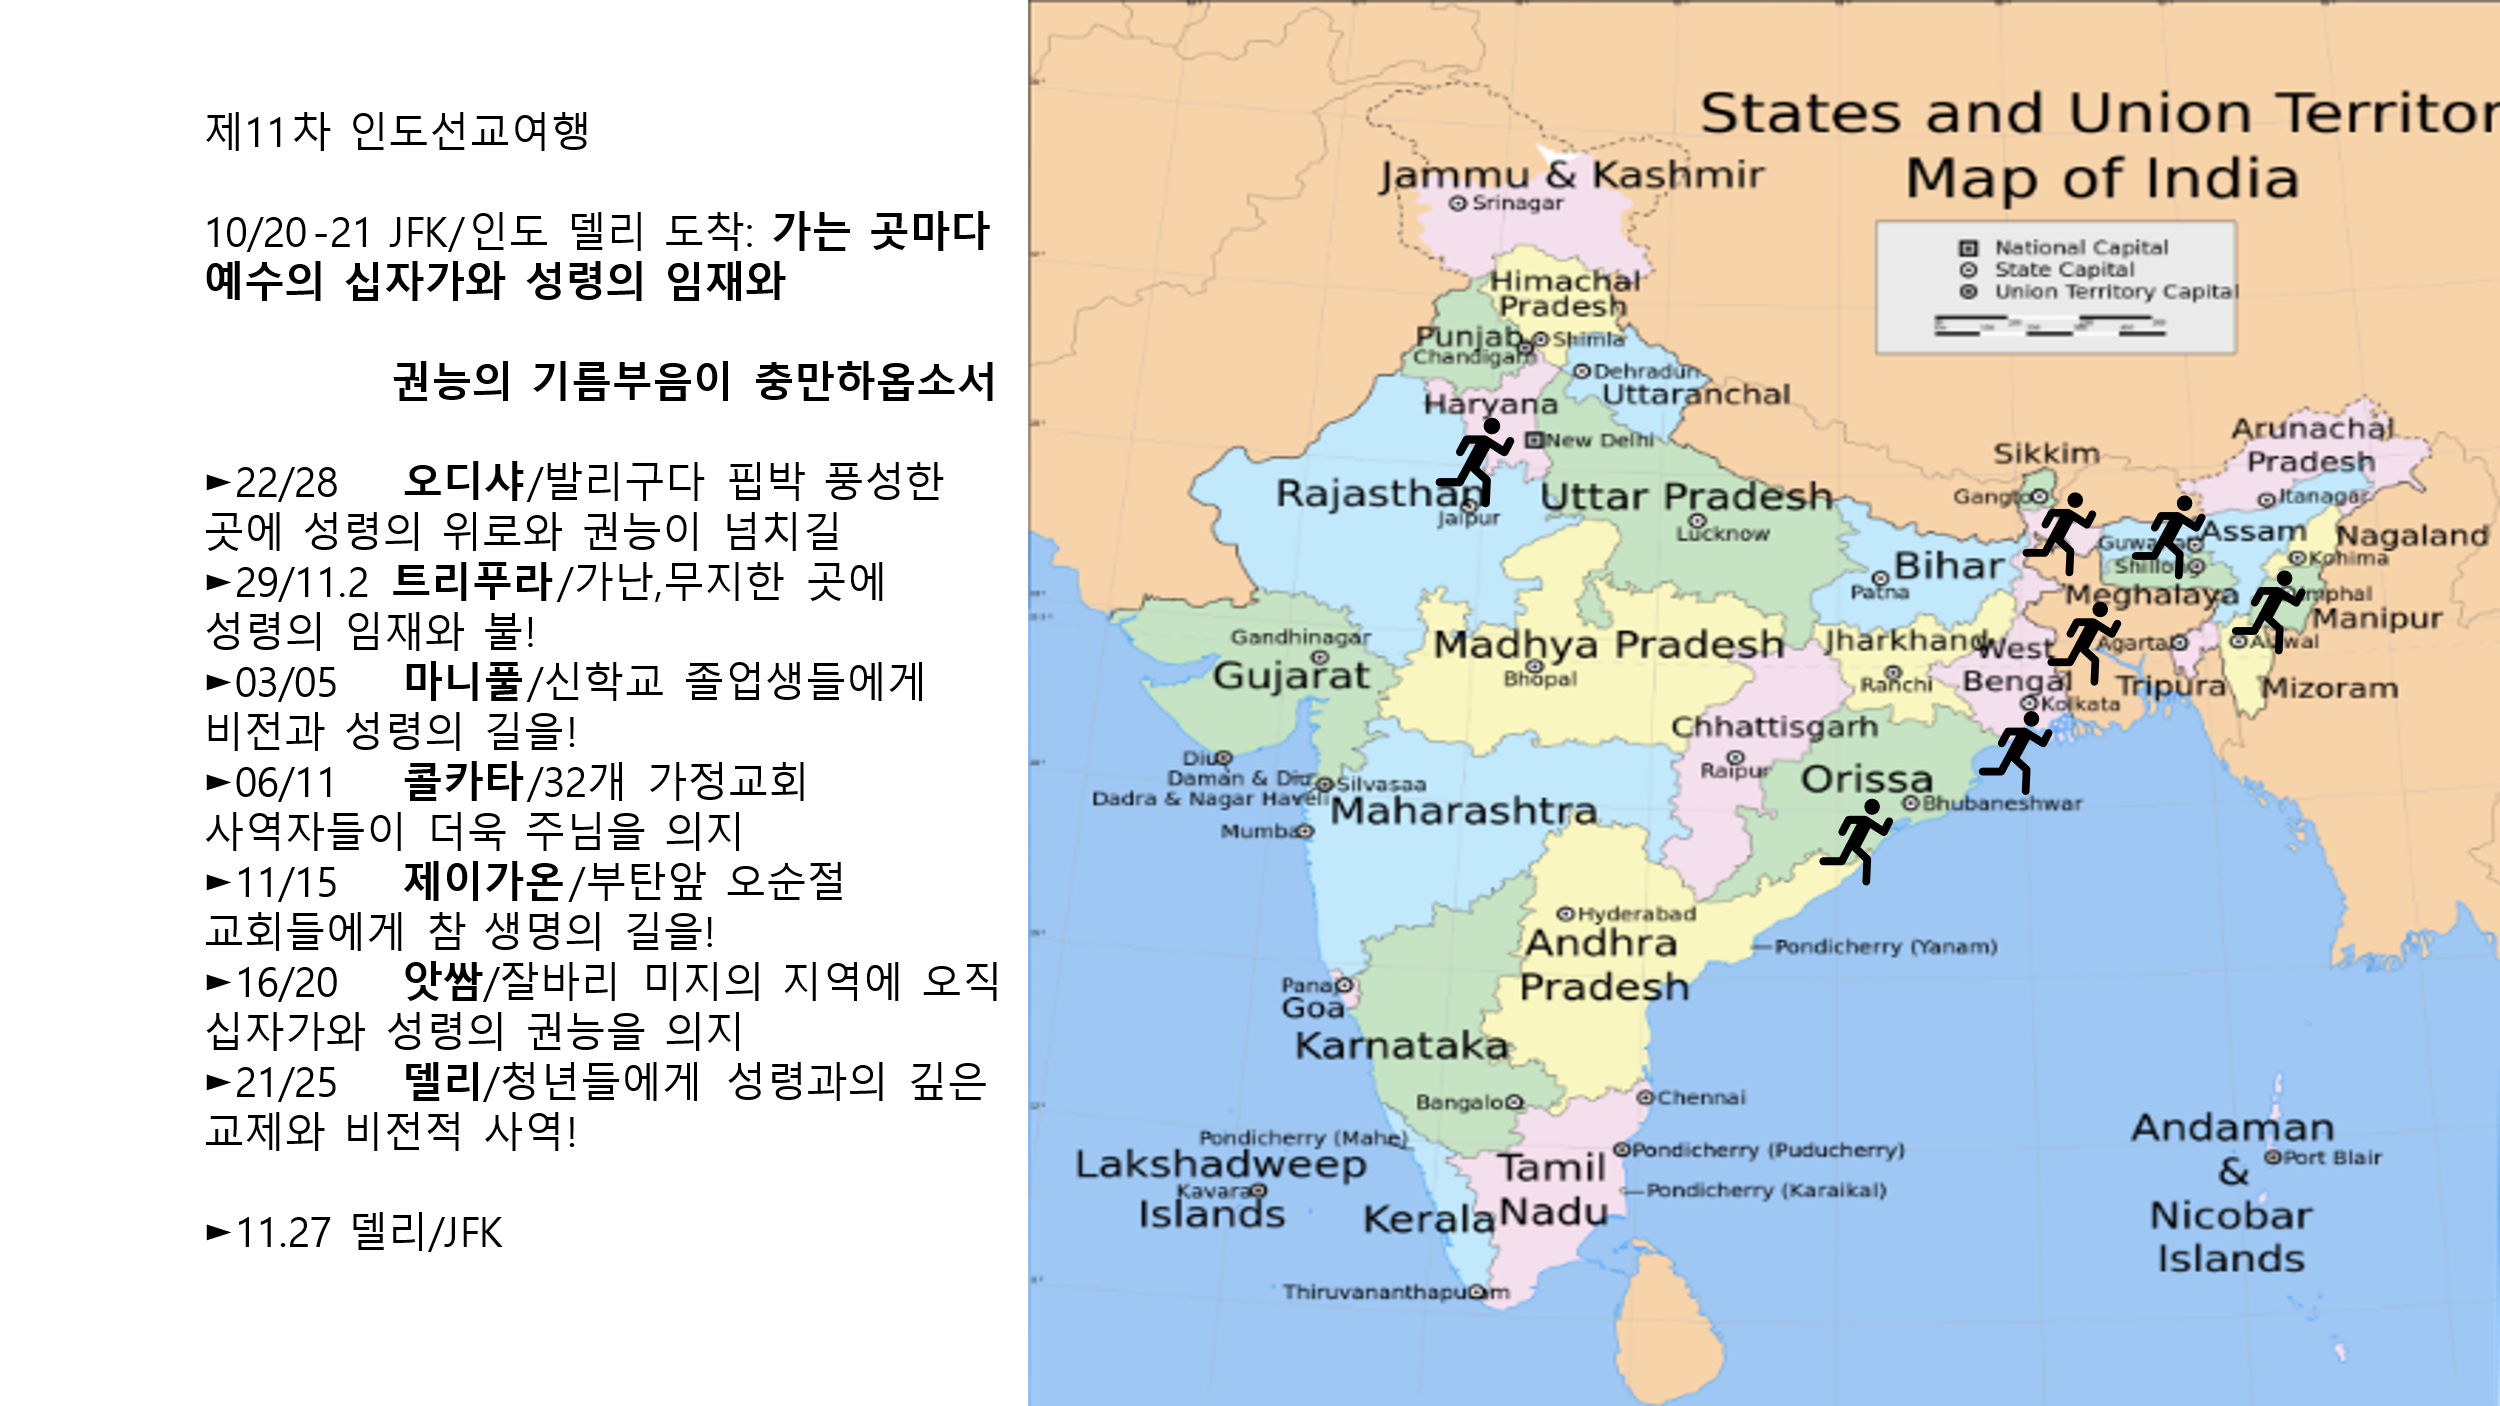 제11차 인도선교여행
10/20-21 JFK/인도 델리 도착: 가는 곳마다
예수의 십자가와 성령의 임재와
권능의 기름부음이 충만하옵소서
►22/28 오디샤/발리구다 핍박 풍성한
곳에 성령의 위로와 권능이 넘치길
►29/11.2 트리푸라/가난,무지한 곳에
성령의 임재와 불!
►03/05 마니풀/신학교 졸업생들에게
비전과 성령의 길을!
►06/11 콜카타/32개 가정교회
사역자들이 더욱 주님을 의지
►11/15 제이가온/부탄앞 오순절
교회들에게 참 생명의 길을!
►16/20 앗쌈/잘바리 미지의 지역에 오직
십자가와 성령의 권능을 의지
►21/25 델리/청년들에게 성령과의 깊은
교제와 비전적 사역!
►11.27 델리/JFK
States and Union Territor
Map of India
National Capital
State Capital
Union Territory Capital
Jammu & Kashmir
Srinagar
Himachal
Pradesh
Punjab
Shimla
Chandigarh
Dehradun
Uttaranchal
Haryana
New Delhi
Rajasthan
Jaipur
Uttar Pradesh
Lucknow
Sikkim
Gangto
Arunachal
Pradesh
Itanagar
Assam
Guwa
Nagaland
Kohima
Shillong
Meghalaya
Imphal
Manipur
Bihar
Patna
Gandhinagar
Gujarat
Madhya Pradesh
Bhopal
Jharkhand
Ranchi
West
Bengal
Kolkata
Agarta
Tripura
Mizoram
Chhattisgarh
Raipur
Orissa
Bhubaneshwar
Diu
Daman & Diu
Silvasaa
Dadra & Nagar Haveli
Maharashtra
Mumba
Hyderabad
Andhra
Pradesh
Pondicherry (Yanam)
Panaj
Goa
Karnataka
Bangalo
Chennai
Pondicherry (Mahe)
Pondicherry (Puducherry)
Lakshadweep
Kavara
Islands
Tamil
Nadu
Pondicherry (Karaikal)
Kerala
Thiruvananthapuram
Andaman
&
Port Blair
Nicobar
Islands